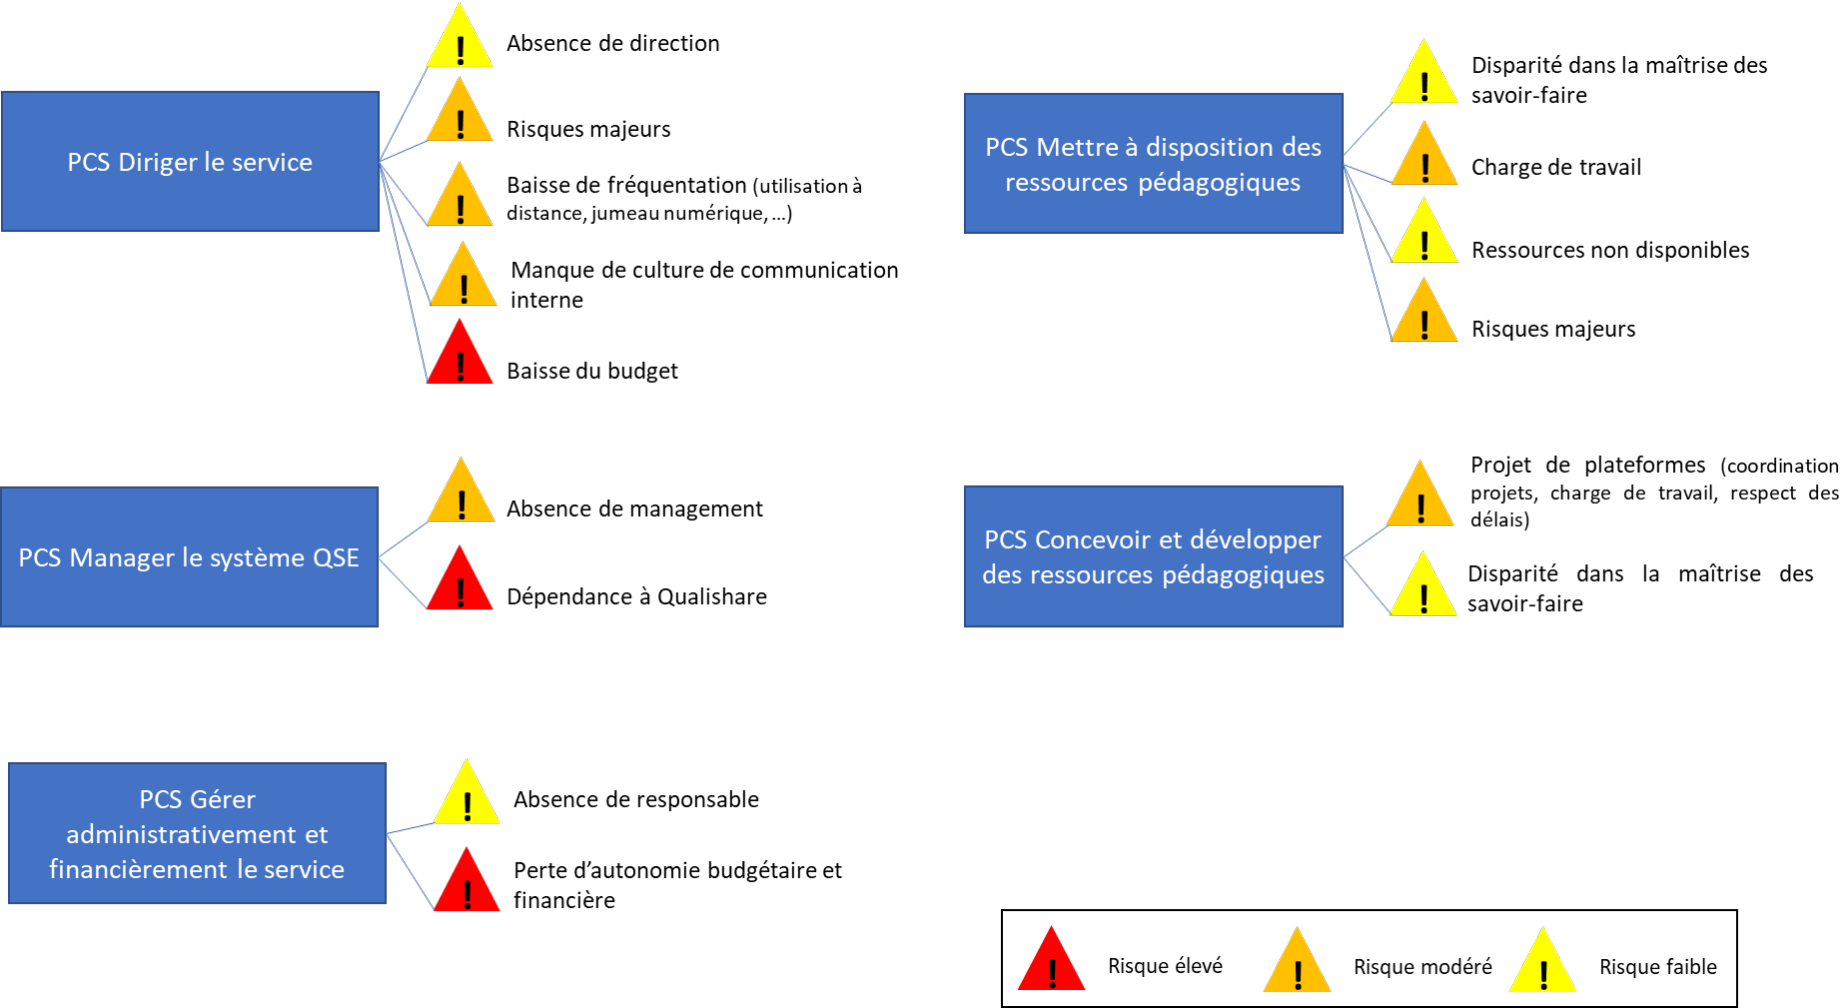 PCS Diriger le service
!
Absence de direction
!
Risques majeurs
!
Baisse de fréquentation (utilisation à
distance, jumeau numérique, ...)
!
Manque de culture de communication
interne
!
Baisse du budget
PCS Mettre à disposition des
ressources pédagogiques
!
Disparité dans la maîtrise des
savoir-faire
!
Charge de travail
!
Ressources non disponibles
!
Risques majeurs
PCS Manager le système QSE
!
Absence de management
!
Dépendance à Qualishare
PCS Concevoir et développer
des ressources pédagogiques
!
Projet de plateformes (coordination
projets, charge de travail, respect des
délais)
!
Disparité dans la maîtrise des
savoir-faire
PCS Gérer
administrativement et
financièrement le service
!
Absence de responsable
!
Perte d’autonomie budgétaire et
financière
!
Risque élevé
!
Risque modéré
!
Risque faible